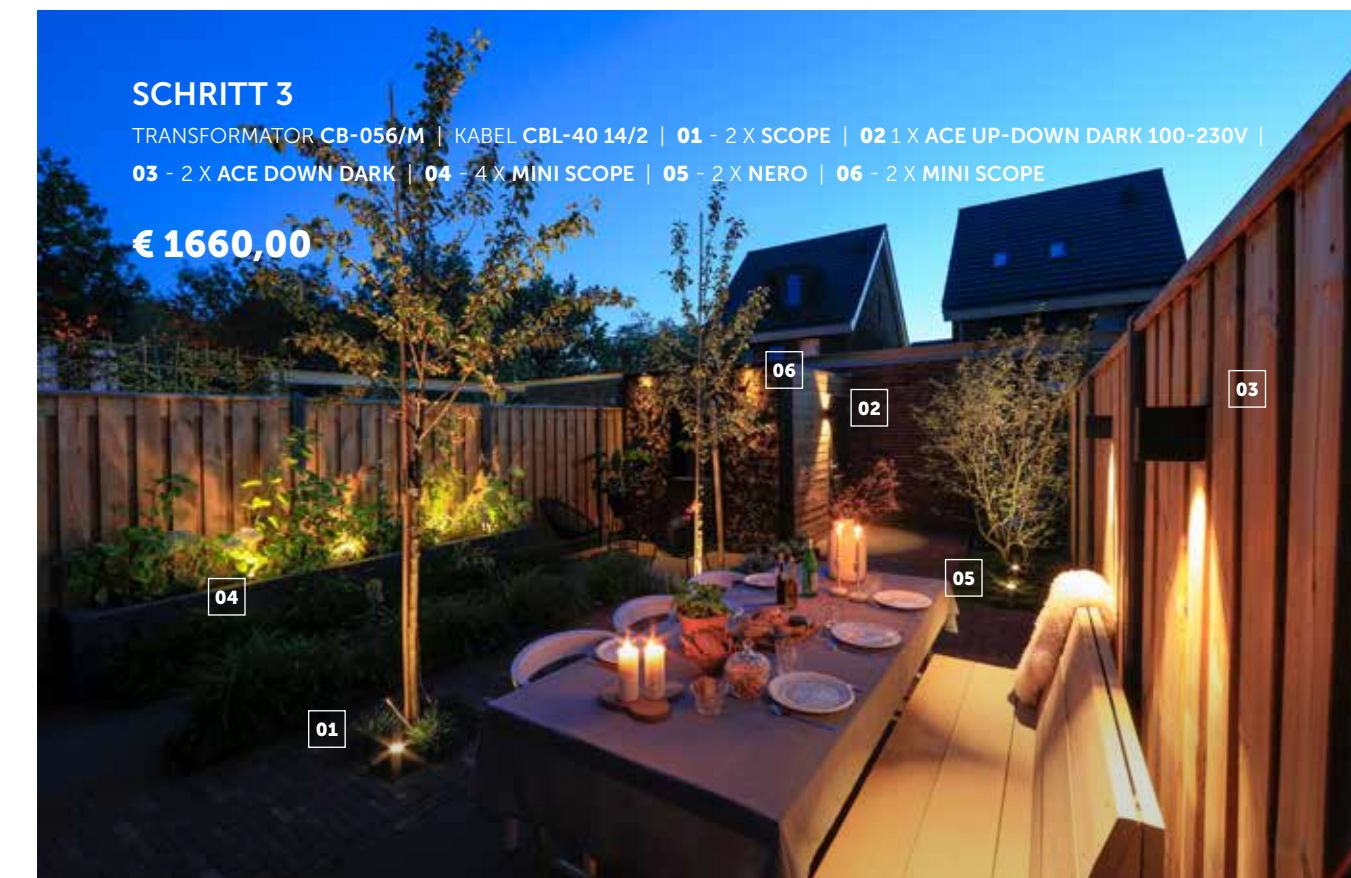 SCHRITT 3
TRANSFORMATOR CB-056/M | KABEL CBL-40 14/2 | 01 - 2 X SCOPE | 02 1 X ACE UP-DOWN DARK 100-230V |
03 - 2 X ACE DOWN DARK | 04 - 4 X MINI SCOPE | 05 - 2 X NERO | 06 - 2 X MINI SCOPE
€ 1660,00
06
03
02
05
04
01